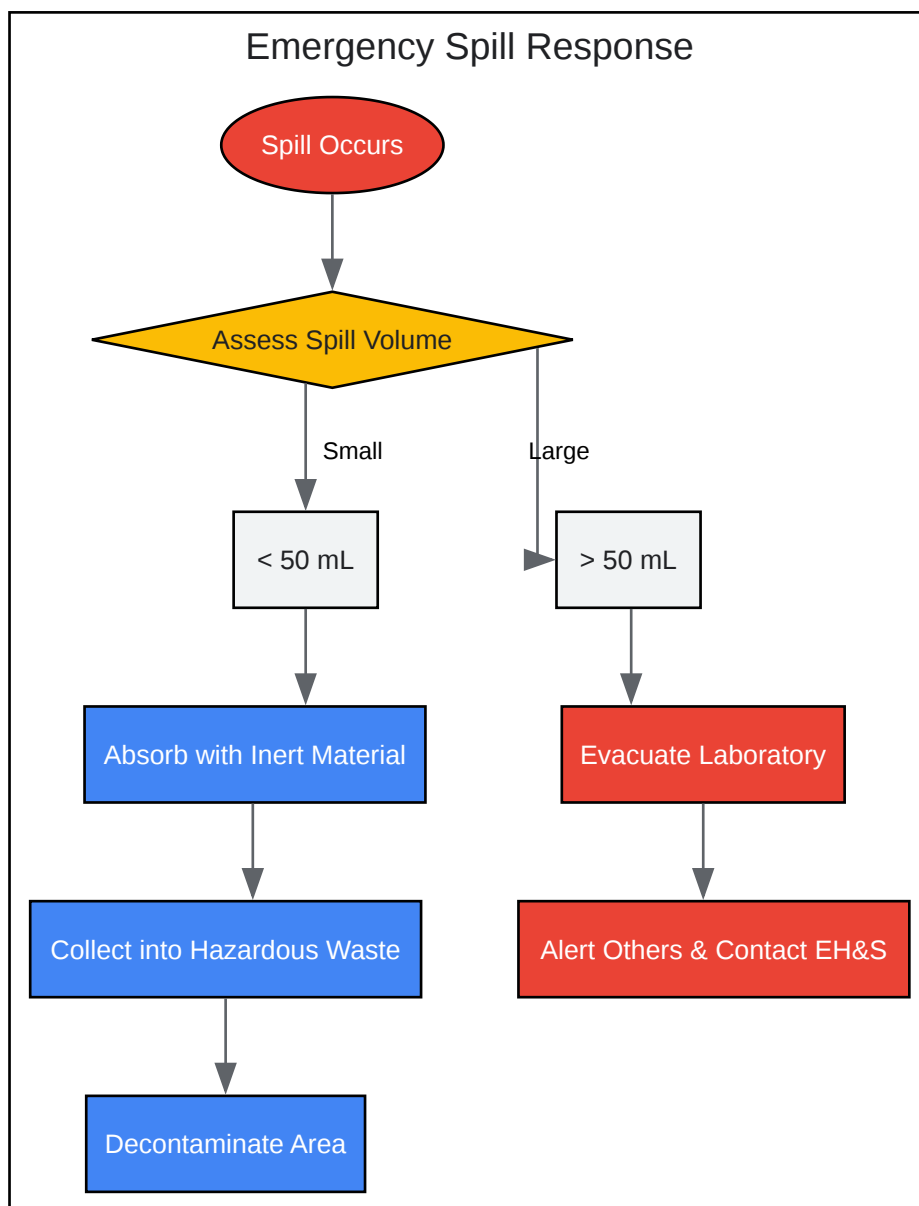 Emergency Spill Response
Spill Occurs
Assess Spill Volume
Small
Large
< 50 mL
> 50 mL
Absorb with Inert Material
Evacuate Laboratory
Collect into Hazardous Waste
Alert Others & Contact EH&S
Decontaminate Area